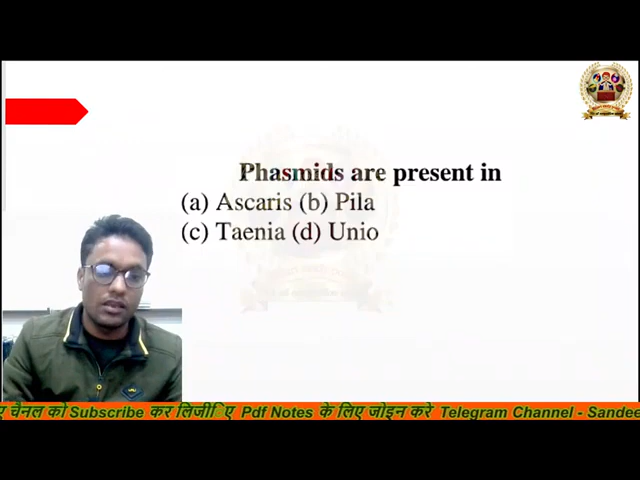 Phasmids are present in
(a) Ascaris (b) Pila
(c) Taenia (d) Unio
ए चैनल को Subscribe कर लिजीिए Pdf Notes के लिए जोइन करे Telegram Channel - Sandee